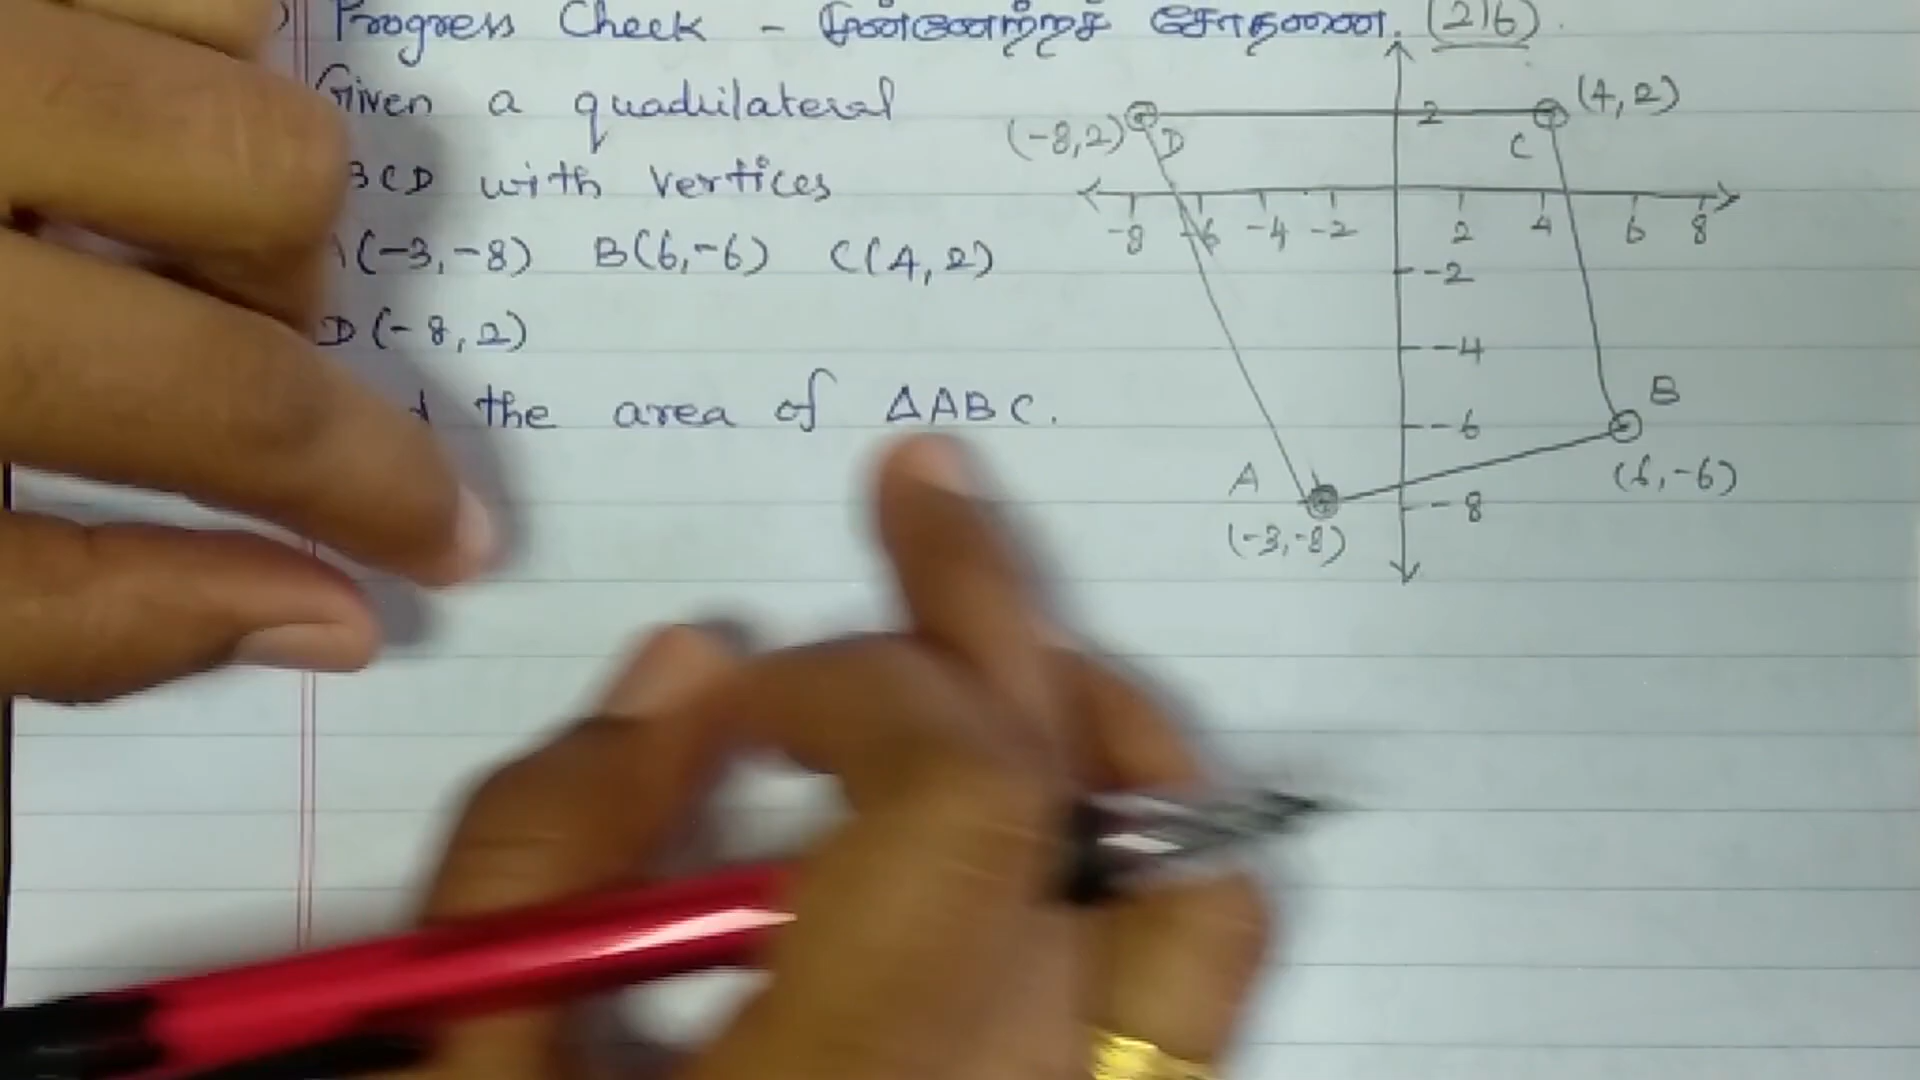 ) Progress Check - முன்னேற்றச் சோதனை. (216).
Given a quadrilateral
BCD with vertices
(-3,-8) B(6,-6) C(4,2)
D(-8,2)
the area of ΔABC.
(4,2)
2
(-8,2) D C
-8 -6 -4 -2 2 4 6 8
-2
-4
B
-6
A (6,-6)
-8
(-3,-8)